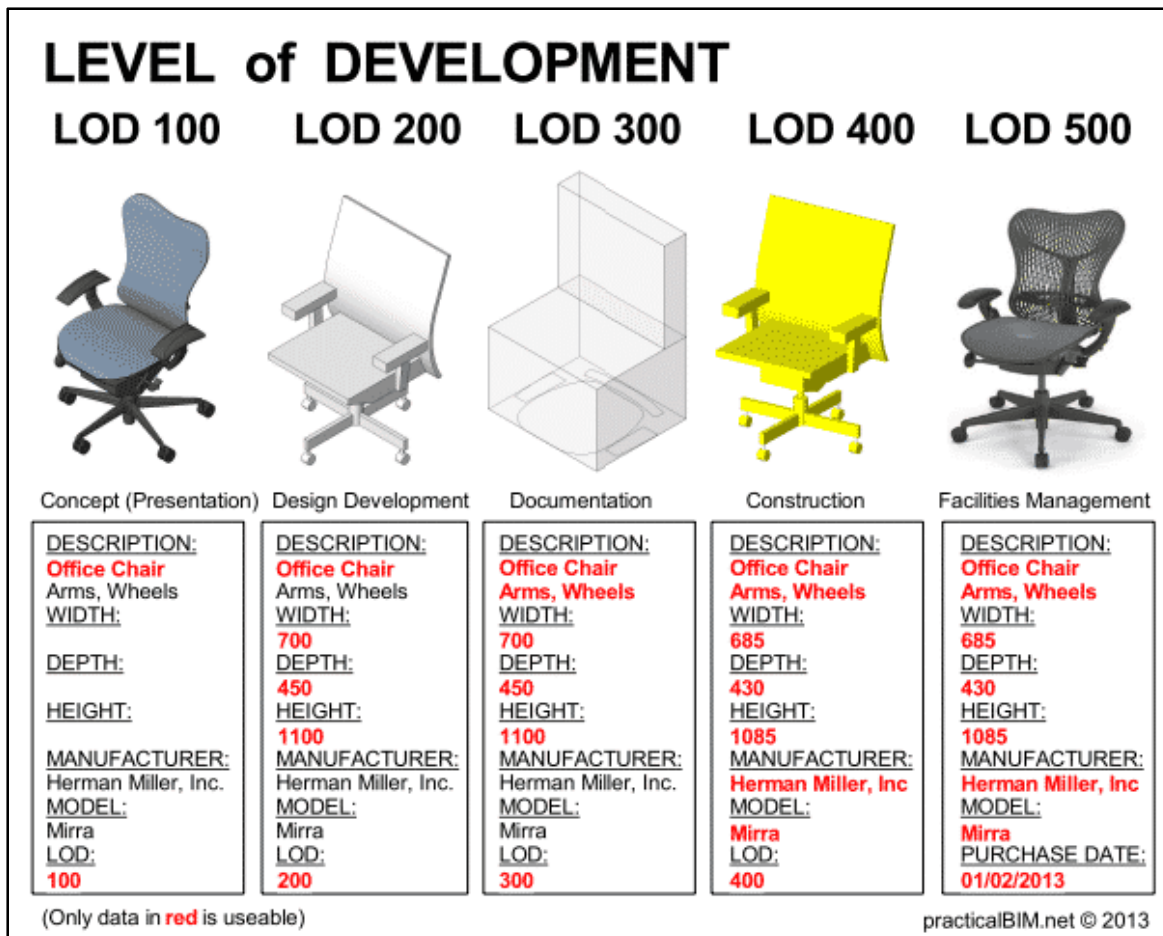 LEVEL of DEVELOPMENT
LOD 100
LOD 200
LOD 300
LOD 400
LOD 500
Concept (Presentation)
Design Development
Documentation
Construction
Facilities Management
DESCRIPTION:
Office Chair
Arms, Wheels
WIDTH:
DEPTH:
HEIGHT:
MANUFACTURER:
Herman Miller, Inc.
MODEL:
Mirra
LOD:
100
DESCRIPTION:
Office Chair
Arms, Wheels
WIDTH:
700
DEPTH:
450
HEIGHT:
1100
MANUFACTURER:
Herman Miller, Inc.
MODEL:
Mirra
LOD:
200
DESCRIPTION:
Office Chair
Arms, Wheels
WIDTH:
700
DEPTH:
450
HEIGHT:
1100
MANUFACTURER:
Herman Miller, Inc.
MODEL:
Mirra
LOD:
300
DESCRIPTION:
Office Chair
Arms, Wheels
WIDTH:
685
DEPTH:
430
HEIGHT:
1085
MANUFACTURER:
Herman Miller, Inc
MODEL:
Mirra
LOD:
400
DESCRIPTION:
Office Chair
Arms, Wheels
WIDTH:
685
DEPTH:
430
HEIGHT:
1085
MANUFACTURER:
Herman Miller, Inc
MODEL:
Mirra
PURCHASE DATE:
01/02/2013
(Only data in red is useable)
practicalBIM.net © 2013